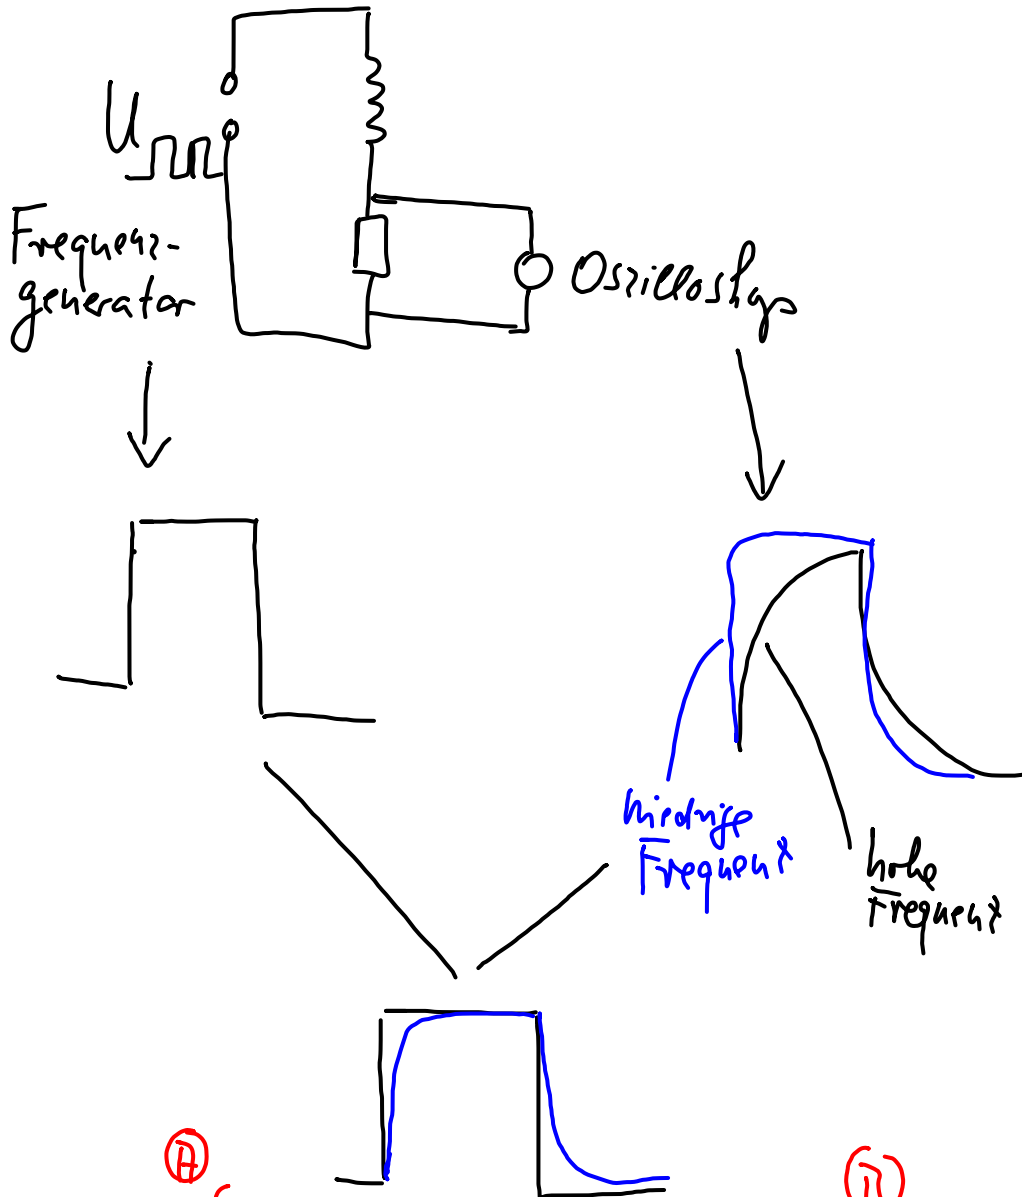 U
Frequenz-
generator
Oszilloskop
niedrige
Frequenz
hohe
Frequenz
A